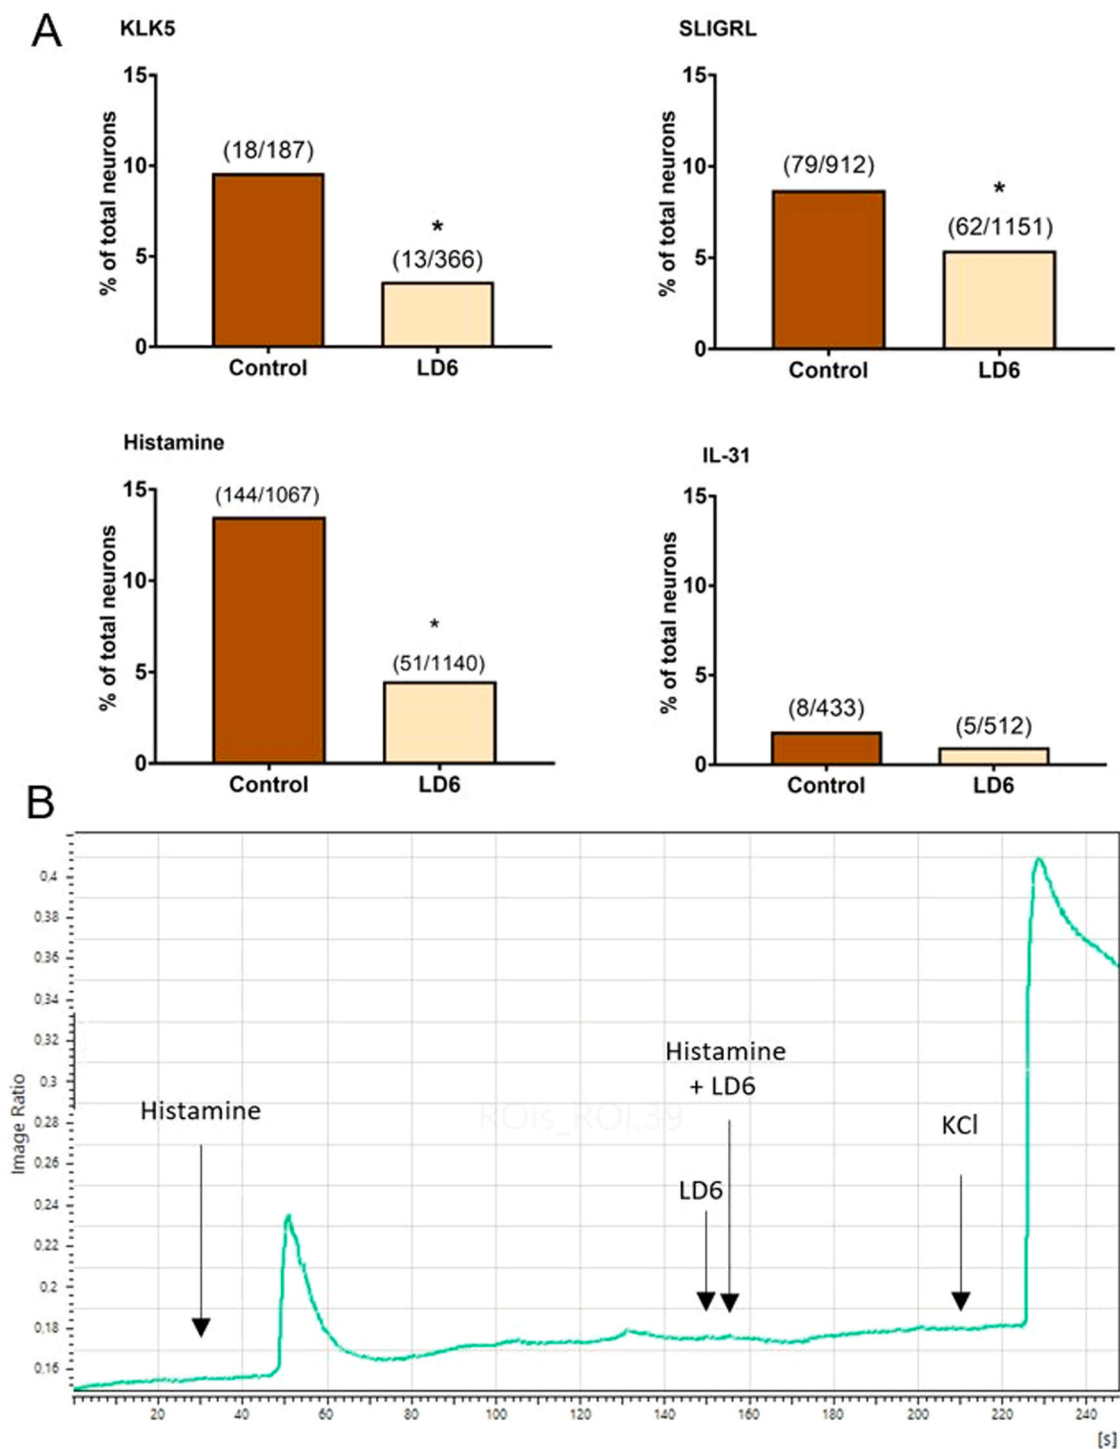 A
KLK5
% of total neurons
15
10
5
0
(18/187)
*
(13/366)
Control
LD6
SLIGRL
% of total neurons
15
10
5
0
(79/912)
*
(62/1151)
Control
LD6
Histamine
% of total neurons
15
10
5
0
(144/1067)
*
(51/1140)
Control
LD6
IL-31
% of total neurons
15
10
5
0
(8/433)
(5/512)
Control
LD6
B
Image Ratio
0,4
0,38
0,36
0,34
0,32
0,3
0,28
0,26
0,24
0,22
0,2
0,18
0,16
Histamine
ROIs_ROI.39
Histamine
+ LD6
LD6
KCl
20 40 60 80 100 120 140 160 180 200 220 240
[s]